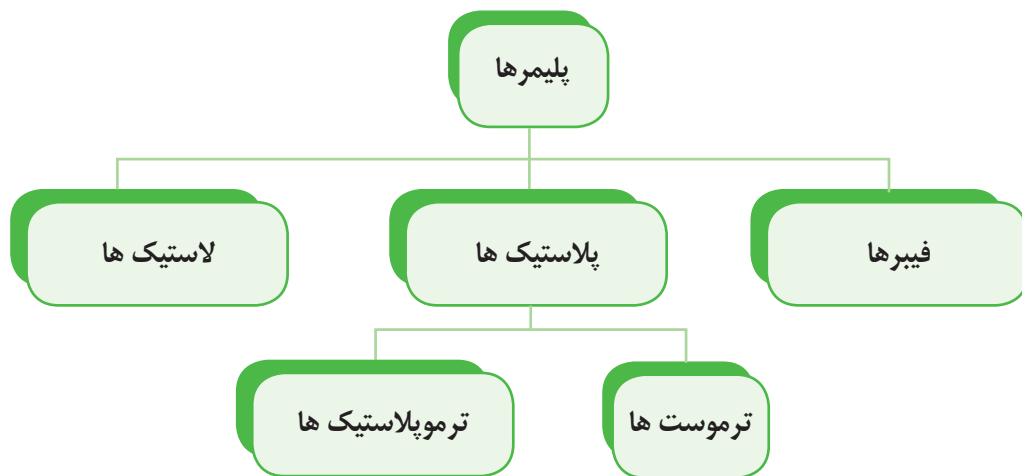 پلیمرها
فیبرها
پلاستیک ها
لاستیک ها
ترموست ها
ترموپلاستیک ها